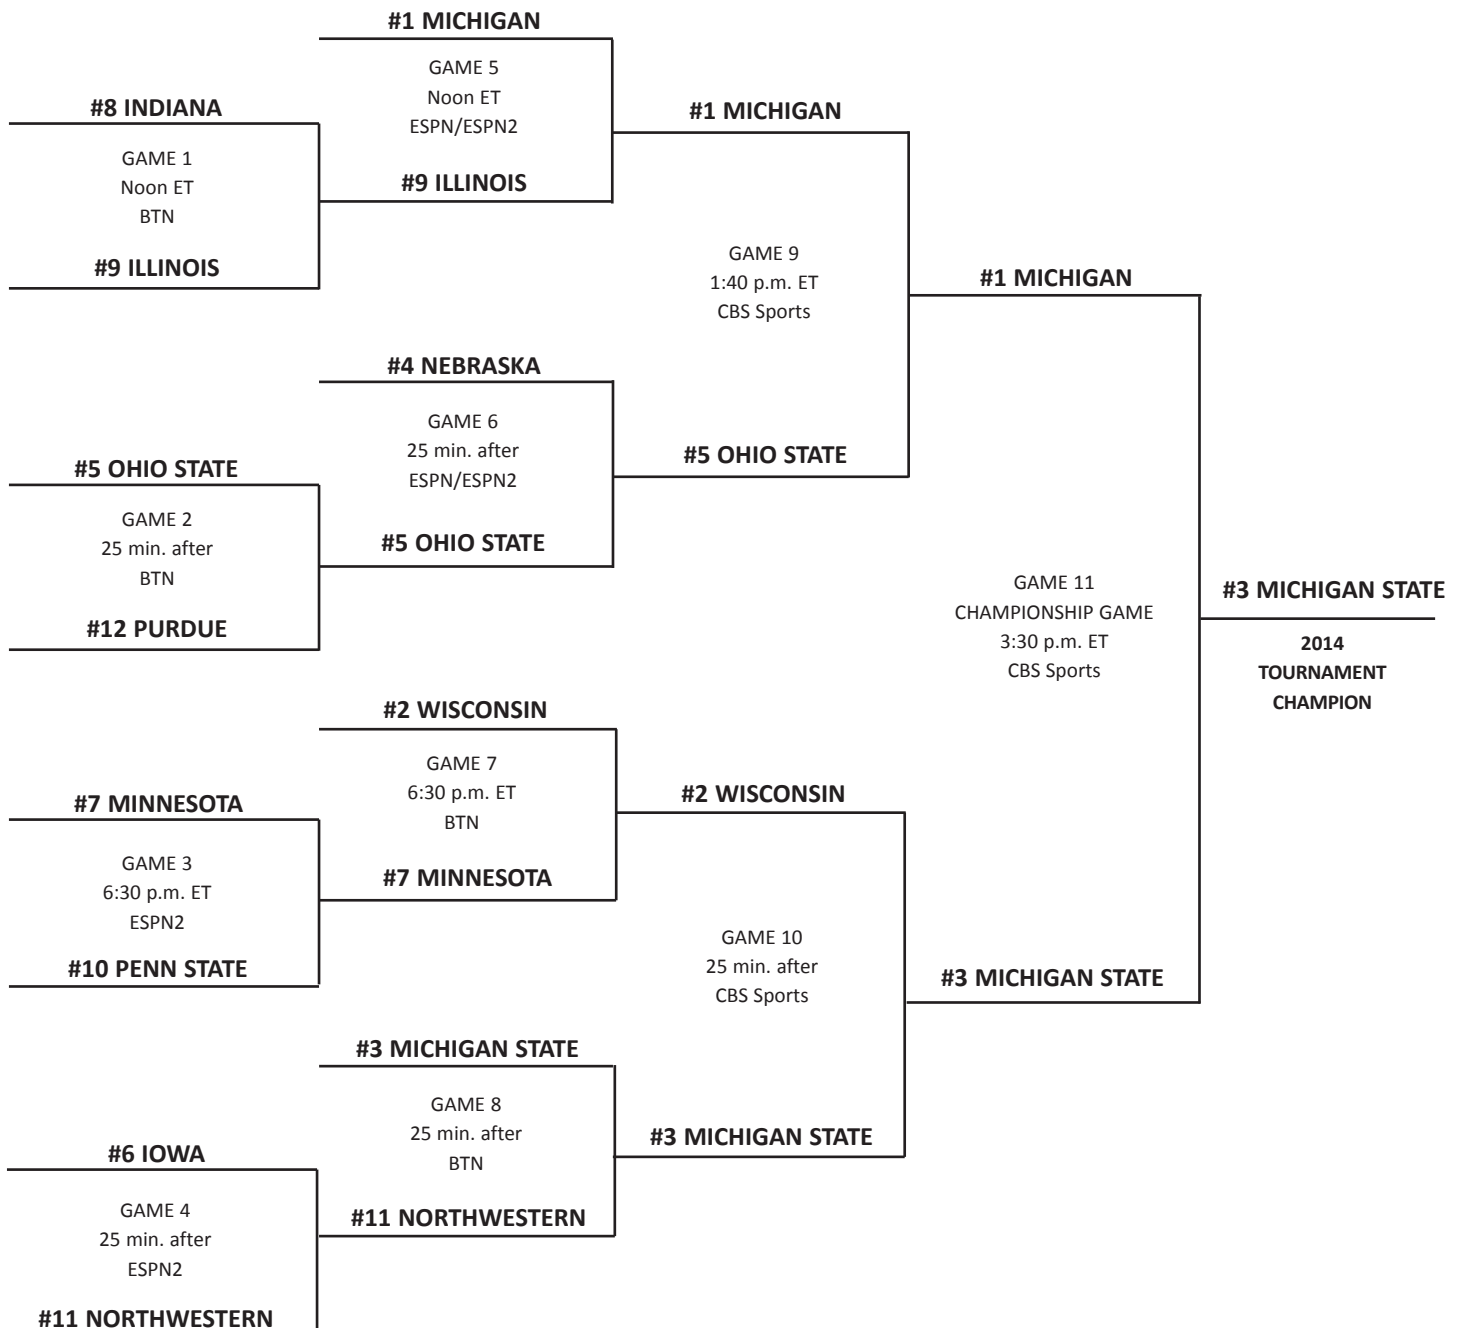 #1 MICHIGAN
GAME 5
Noon ET
ESPN/ESPN2
#9 ILLINOIS
#8 INDIANA
GAME 1
Noon ET
BTN
#9 ILLINOIS
#1 MICHIGAN
GAME 9
1:40 p.m. ET
CBS Sports
#1 MICHIGAN
#4 NEBRASKA
GAME 6
25 min. after
ESPN/ESPN2
#5 OHIO STATE
#5 OHIO STATE
GAME 2
25 min. after
BTN
#12 PURDUE
#5 OHIO STATE
GAME 11
CHAMPIONSHIP GAME
3:30 p.m. ET
CBS Sports
#3 MICHIGAN STATE
2014
TOURNAMENT
CHAMPION
#2 WISCONSIN
GAME 7
6:30 p.m. ET
BTN
#7 MINNESOTA
#7 MINNESOTA
GAME 3
6:30 p.m. ET
ESPN2
#10 PENN STATE
#2 WISCONSIN
GAME 10
25 min. after
CBS Sports
#3 MICHIGAN STATE
#3 MICHIGAN STATE
GAME 8
25 min. after
BTN
#11 NORTHWESTERN
#3 MICHIGAN STATE
#6 IOWA
GAME 4
25 min. after
ESPN2
#11 NORTHWESTERN